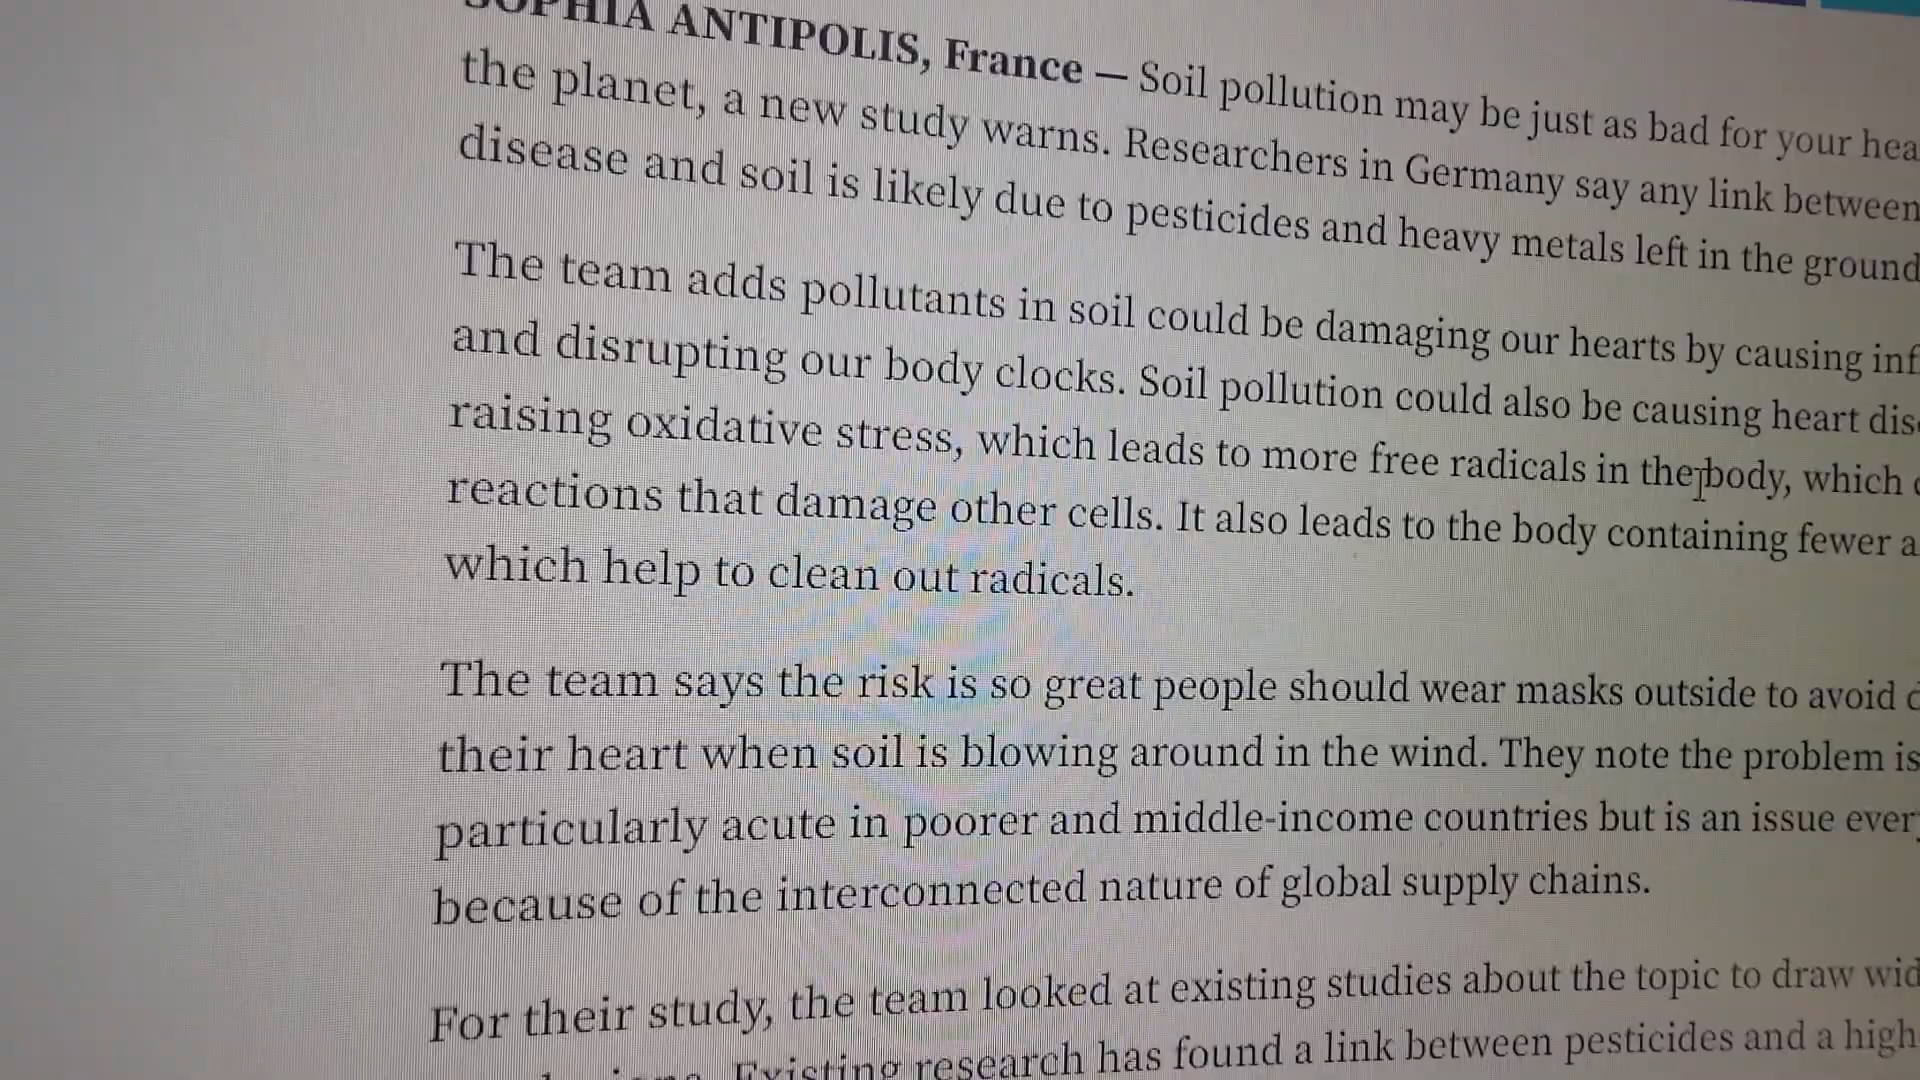 SOPHIA ANTIPOLIS, France — Soil pollution may be just as bad for your
the planet, a new study warns. Researchers in Germany say any link between
disease and soil is likely due to pesticides and heavy metals left in the ground
The team adds pollutants in soil could be damaging our hearts by causing
and disrupting our body clocks. Soil pollution could also be causing heart
raising oxidative stress, which leads to more free radicals in the body, which
reactions that damage other cells. It also leads to the body containing fewer
which help to clean out radicals.
The team says the risk is so great people should wear masks outside to avoid
their heart when soil is blowing around in the wind. They note the problem is
particularly acute in poorer and middle-income countries but is an issue
because of the interconnected nature of global supply chains.
For their study, the team looked at existing studies about the topic to draw
Existing research has found a link between pesticides and a